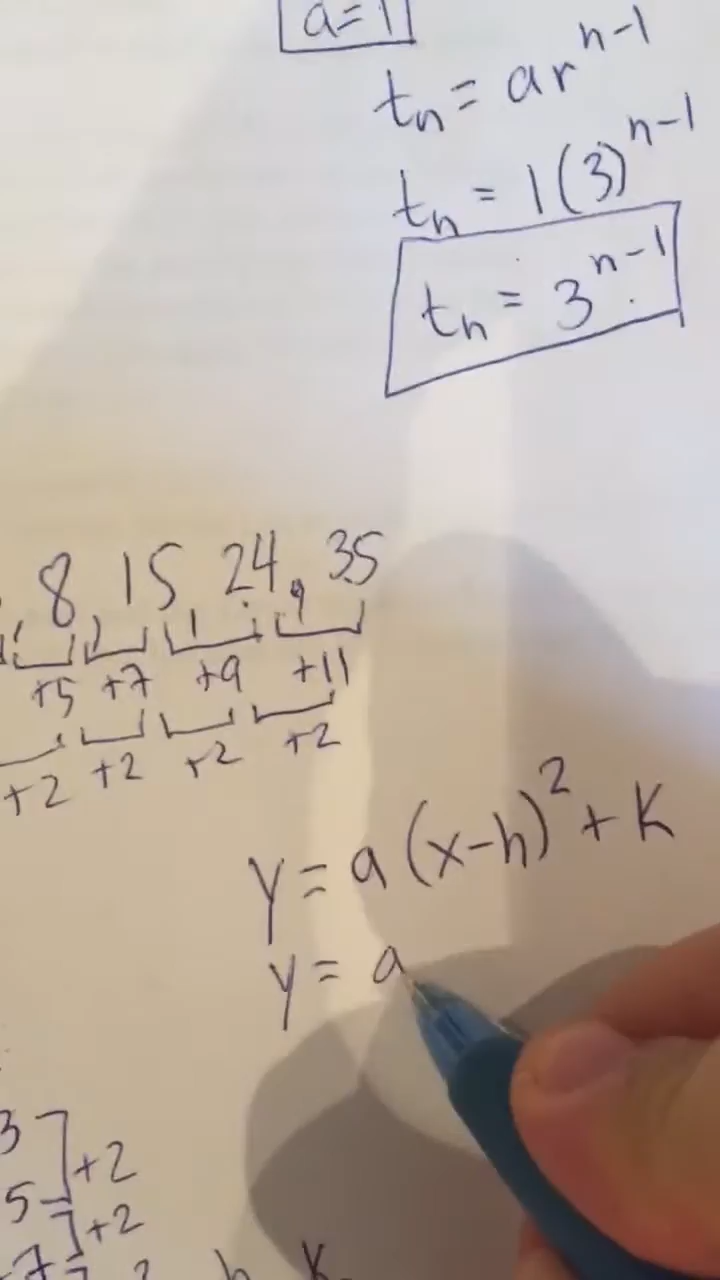 a=1
tn = ar^n-1
tn = 1(3)^n-1
tn = 3^n-1
8, 15 24, 35
+5 +7 +9 +11
+2 +2 +2 +2
y = a(x-h)^2 + K
y = a
3
+2
5
+2
+7
h K